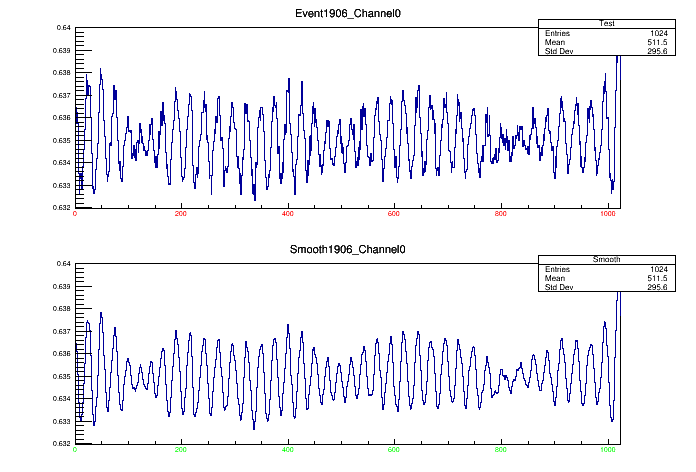 Event1906_Channel0
Test
Entries 1024
Mean 511.5
Std Dev 295.6
0.64
0.639
0.638
0.637
0.636
0.635
0.634
0.633
0.632
0 200 400 600 800 1000
Smooth1906_Channel0
Smooth
Entries 1024
Mean 511.5
Std Dev 295.6
0.64
0.639
0.638
0.637
0.636
0.635
0.634
0.633
0.632
0 200 400 600 800 1000